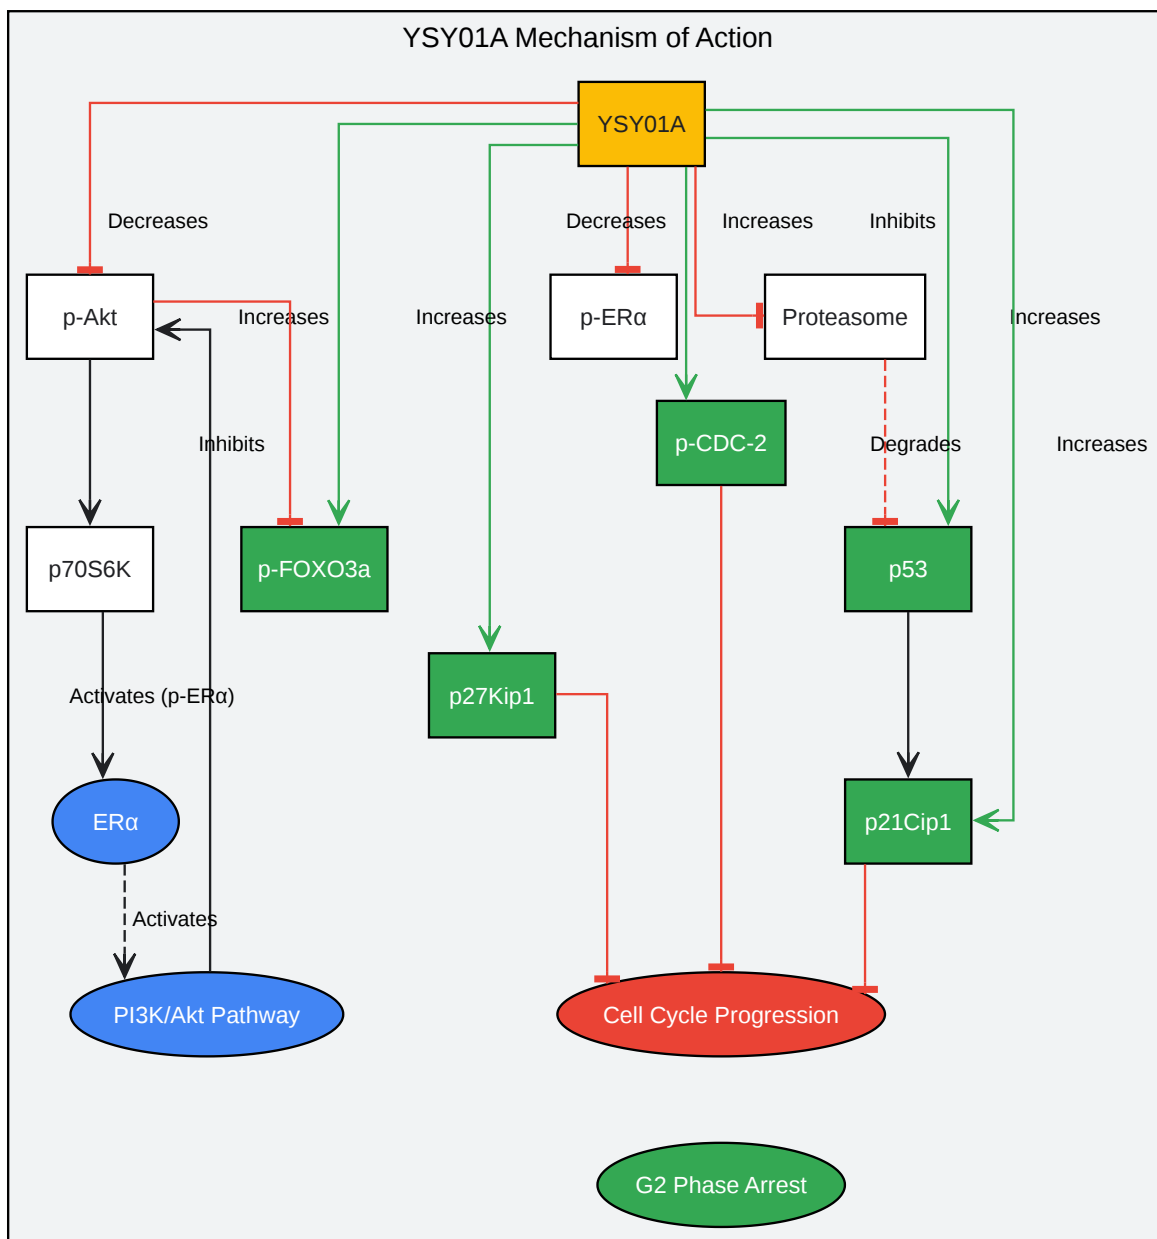 YSY01A Mechanism of Action
YSY01A
Decreases
Decreases
Increases
Inhibits
p-Akt
Increases
Increases
p-ERα
Proteasome
Increases
Inhibits
p-CDC-2
Degrades
Increases
p70S6K
p-FOXO3a
p53
Activates (p-ERα)
p27Kip1
ERα
p21Cip1
Activates
PI3K/Akt Pathway
Cell Cycle Progression
G2 Phase Arrest